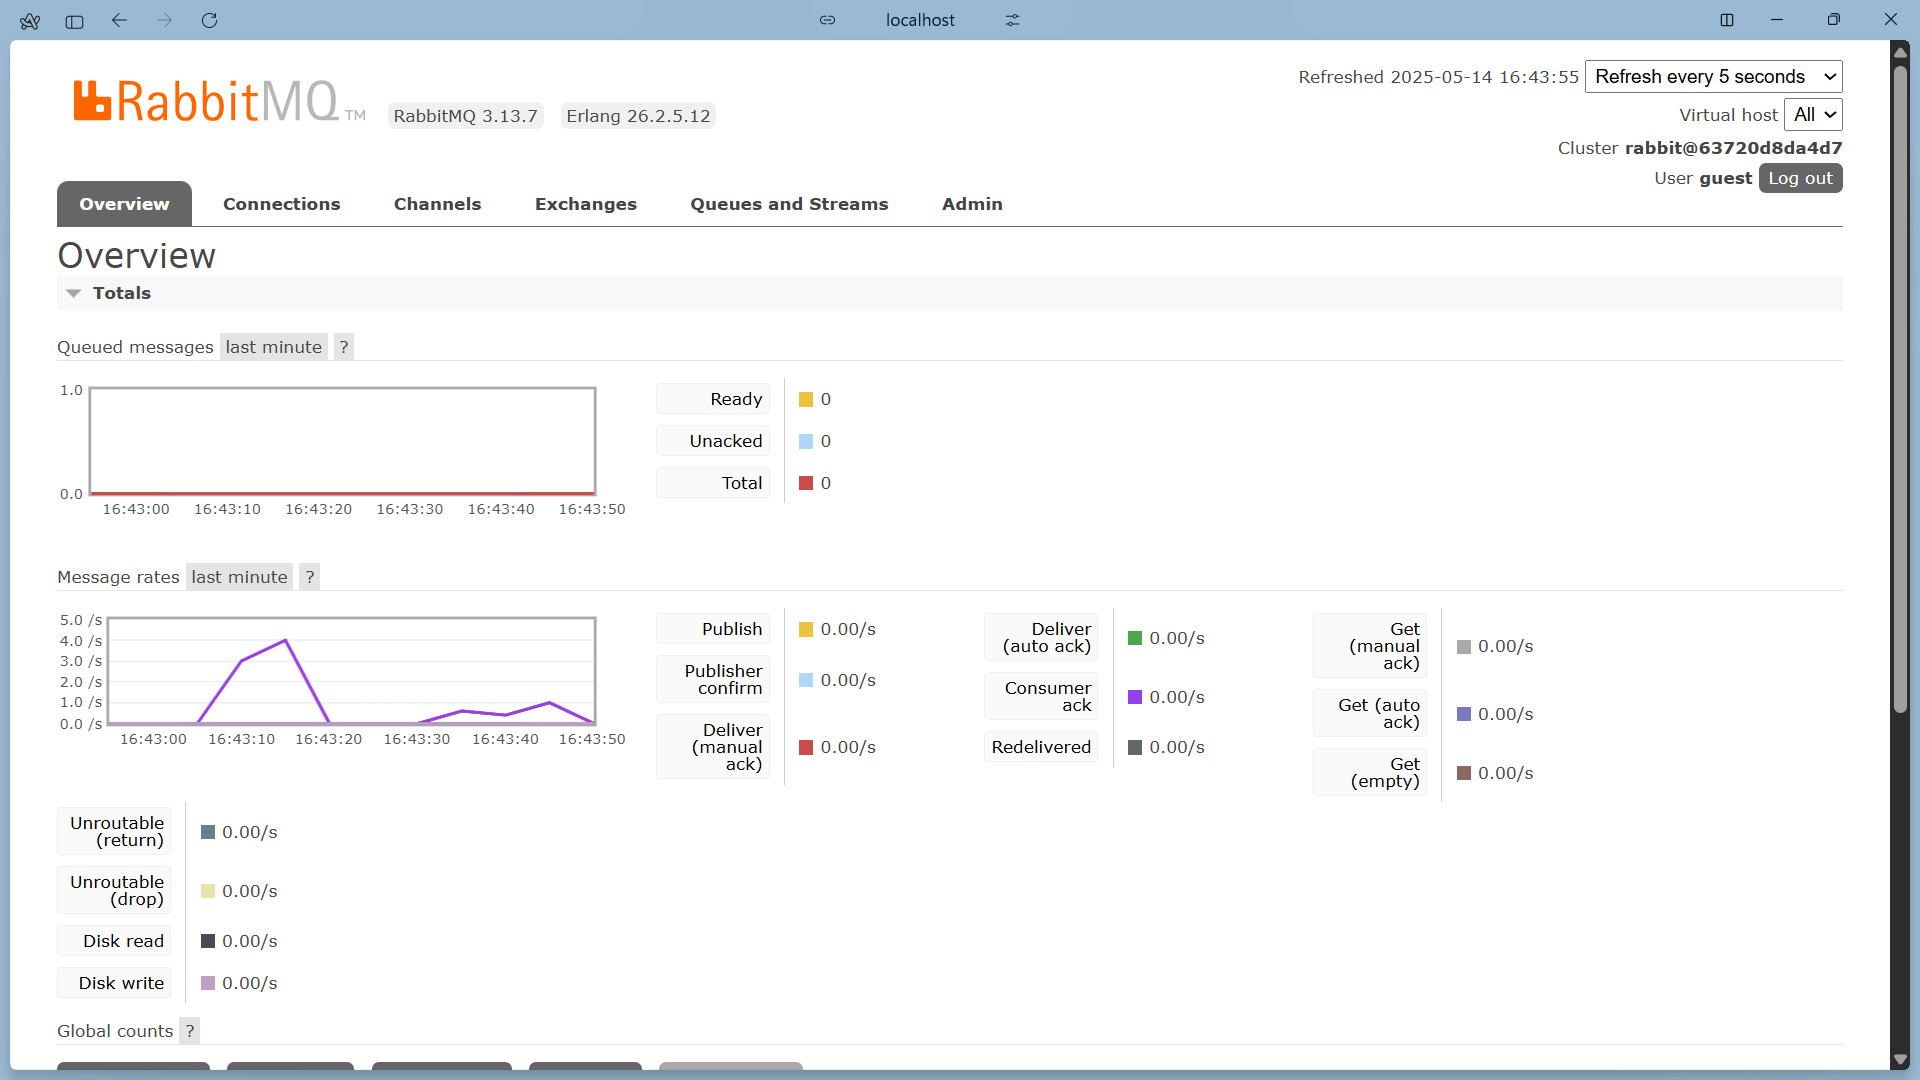 localhost
RabbitMQ TM
RabbitMQ 3.13.7
Erlang 26.2.5.12
Refreshed 2025-05-14 16:43:55
Refresh every 5 seconds
Virtual host
All
Cluster rabbit@63720d8da4d7
User guest
Log out
Overview
Connections
Channels
Exchanges
Queues and Streams
Admin
Overview
Totals
Queued messages last minute ?
1.0
0.0
16:43:00 16:43:10 16:43:20 16:43:30 16:43:40 16:43:50
Ready 0
Unacked 0
Total 0
Message rates last minute ?
5.0 /s
4.0 /s
3.0 /s
2.0 /s
1.0 /s
0.0 /s
16:43:00 16:43:10 16:43:20 16:43:30 16:43:40 16:43:50
Publish 0.00/s
Publisher
confirm 0.00/s
Deliver
(manual
ack) 0.00/s
Deliver
(auto ack) 0.00/s
Consumer
ack 0.00/s
Redelivered 0.00/s
Get
(manual
ack) 0.00/s
Get (auto
ack) 0.00/s
Get
(empty) 0.00/s
Unroutable
(return) 0.00/s
Unroutable
(drop) 0.00/s
Disk read 0.00/s
Disk write 0.00/s
Global counts ?